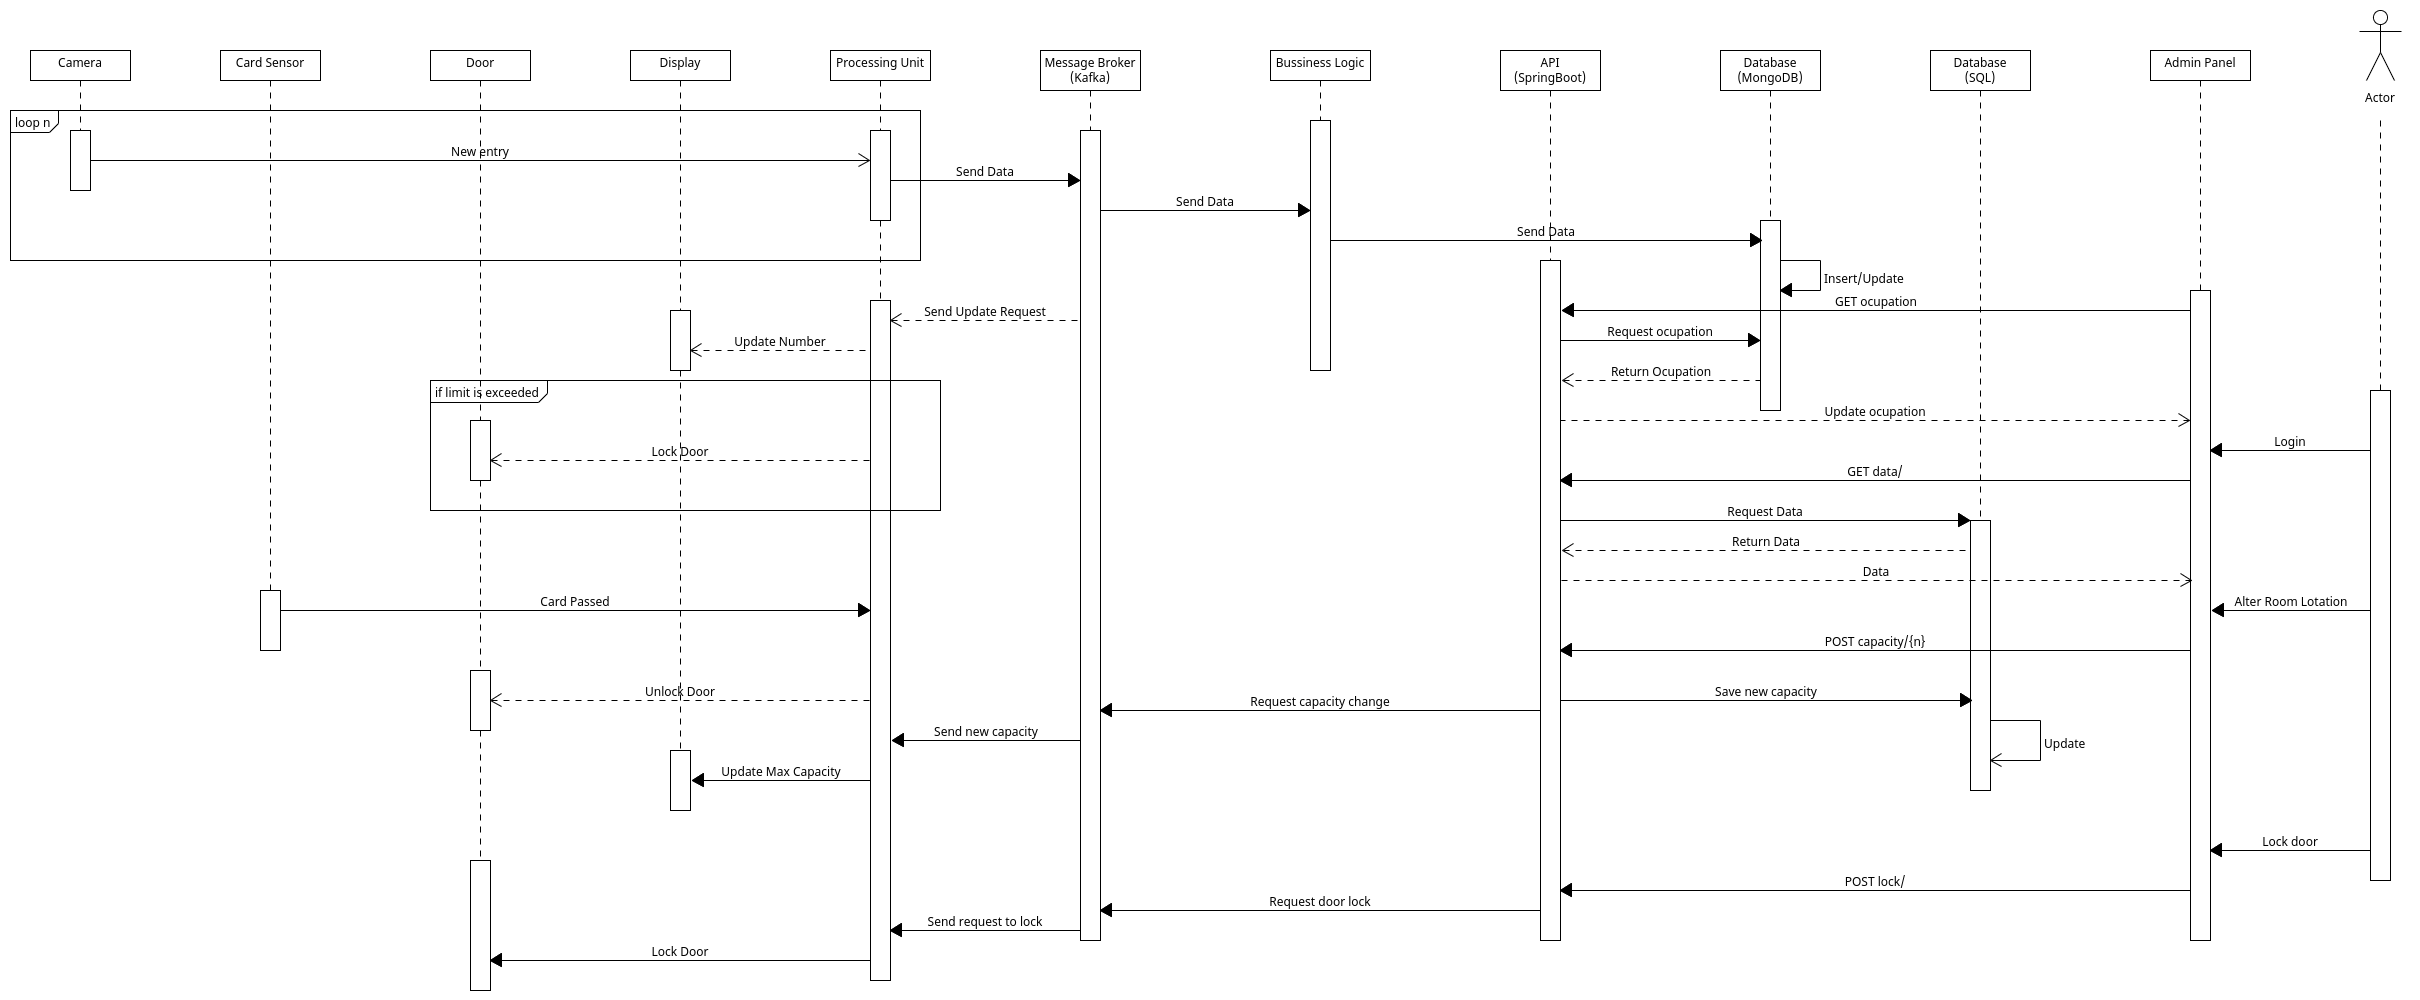 Camera
Card Sensor
Door
Display
Processing Unit
Message Broker
(Kafka)
Bussiness Logic
API
(SpringBoot)
Database
(MongoDB)
Database
(SQL)
Admin Panel
Actor
loop n
New entry
Send Data
Send Data
Send Data
Insert/Update
GET ocupation
Send Update Request
Request ocupation
Update Number
Return Ocupation
if limit is exceeded
Update ocupation
Login
Lock Door
GET data/
Request Data
Return Data
Data
Card Passed
Alter Room Lotation
POST capacity/{n}
Unlock Door
Save new capacity
Request capacity change
Send new capacity
Update
Update Max Capacity
Lock door
POST lock/
Request door lock
Send request to lock
Lock Door